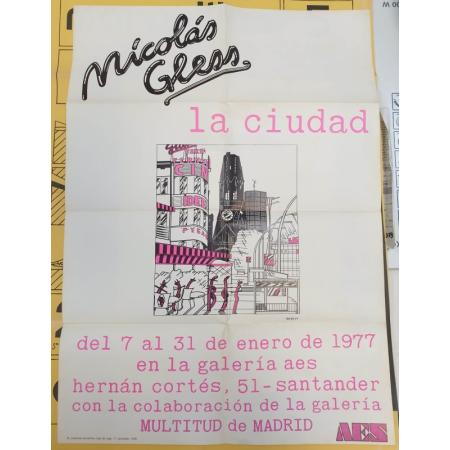 Nicolás
Gless
la ciudad
CIN
del 7 al 31 de enero de 1977
en la galería aes
hernán cortés, 51-santander
con la colaboración de la galería
MULTITUD de MADRID
AES